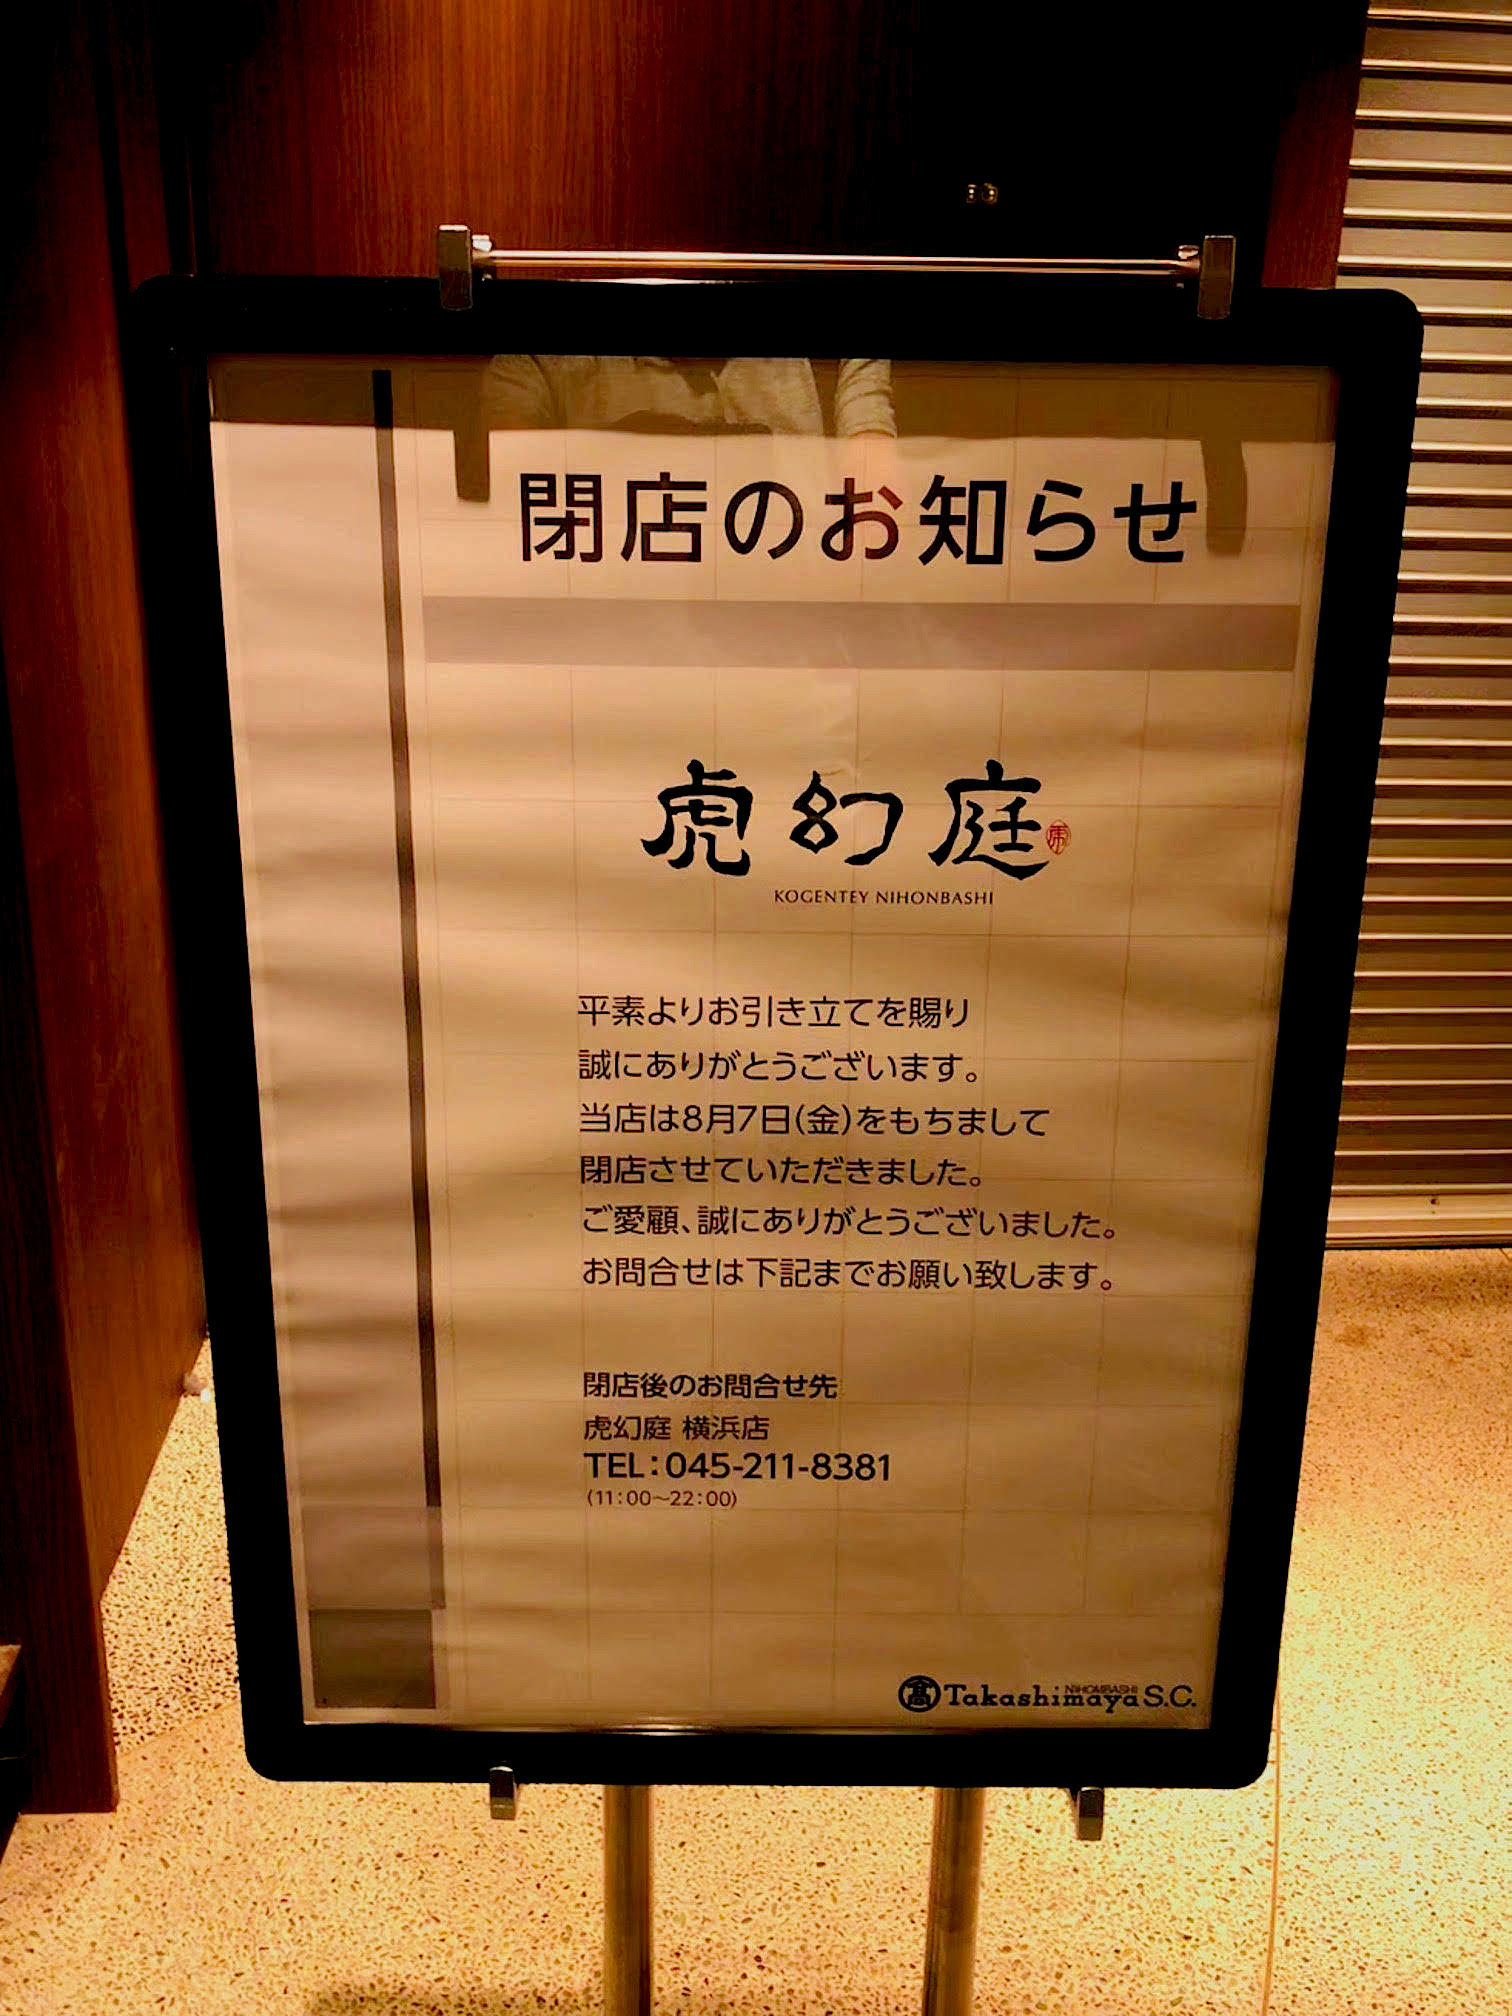 閉店のお知らせ
虎幻庭
KOGENTEY NIHONBASHI
平素よりお引き立てを賜り
誠にありがとうございます。
当店は8月7日(金)をもちまして
閉店させていただきました。
ご愛顧、誠にありがとうございました。
お問合せは下記までお願い致します。
閉店後のお問合せ先
虎幻庭 横浜店
TEL:045-211-8381
(11:00〜22:00)
髙 NIHOMBASHI
Takashimaya S.C.